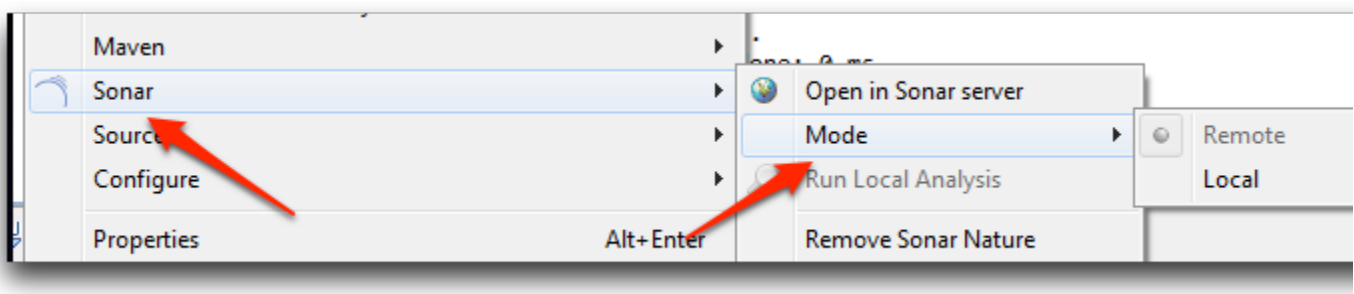 Maven
Sonar
Source
Configure
Properties Alt+Enter
Open in Sonar server
Mode
Run Local Analysis
Remove Sonar Nature
Remote
Local